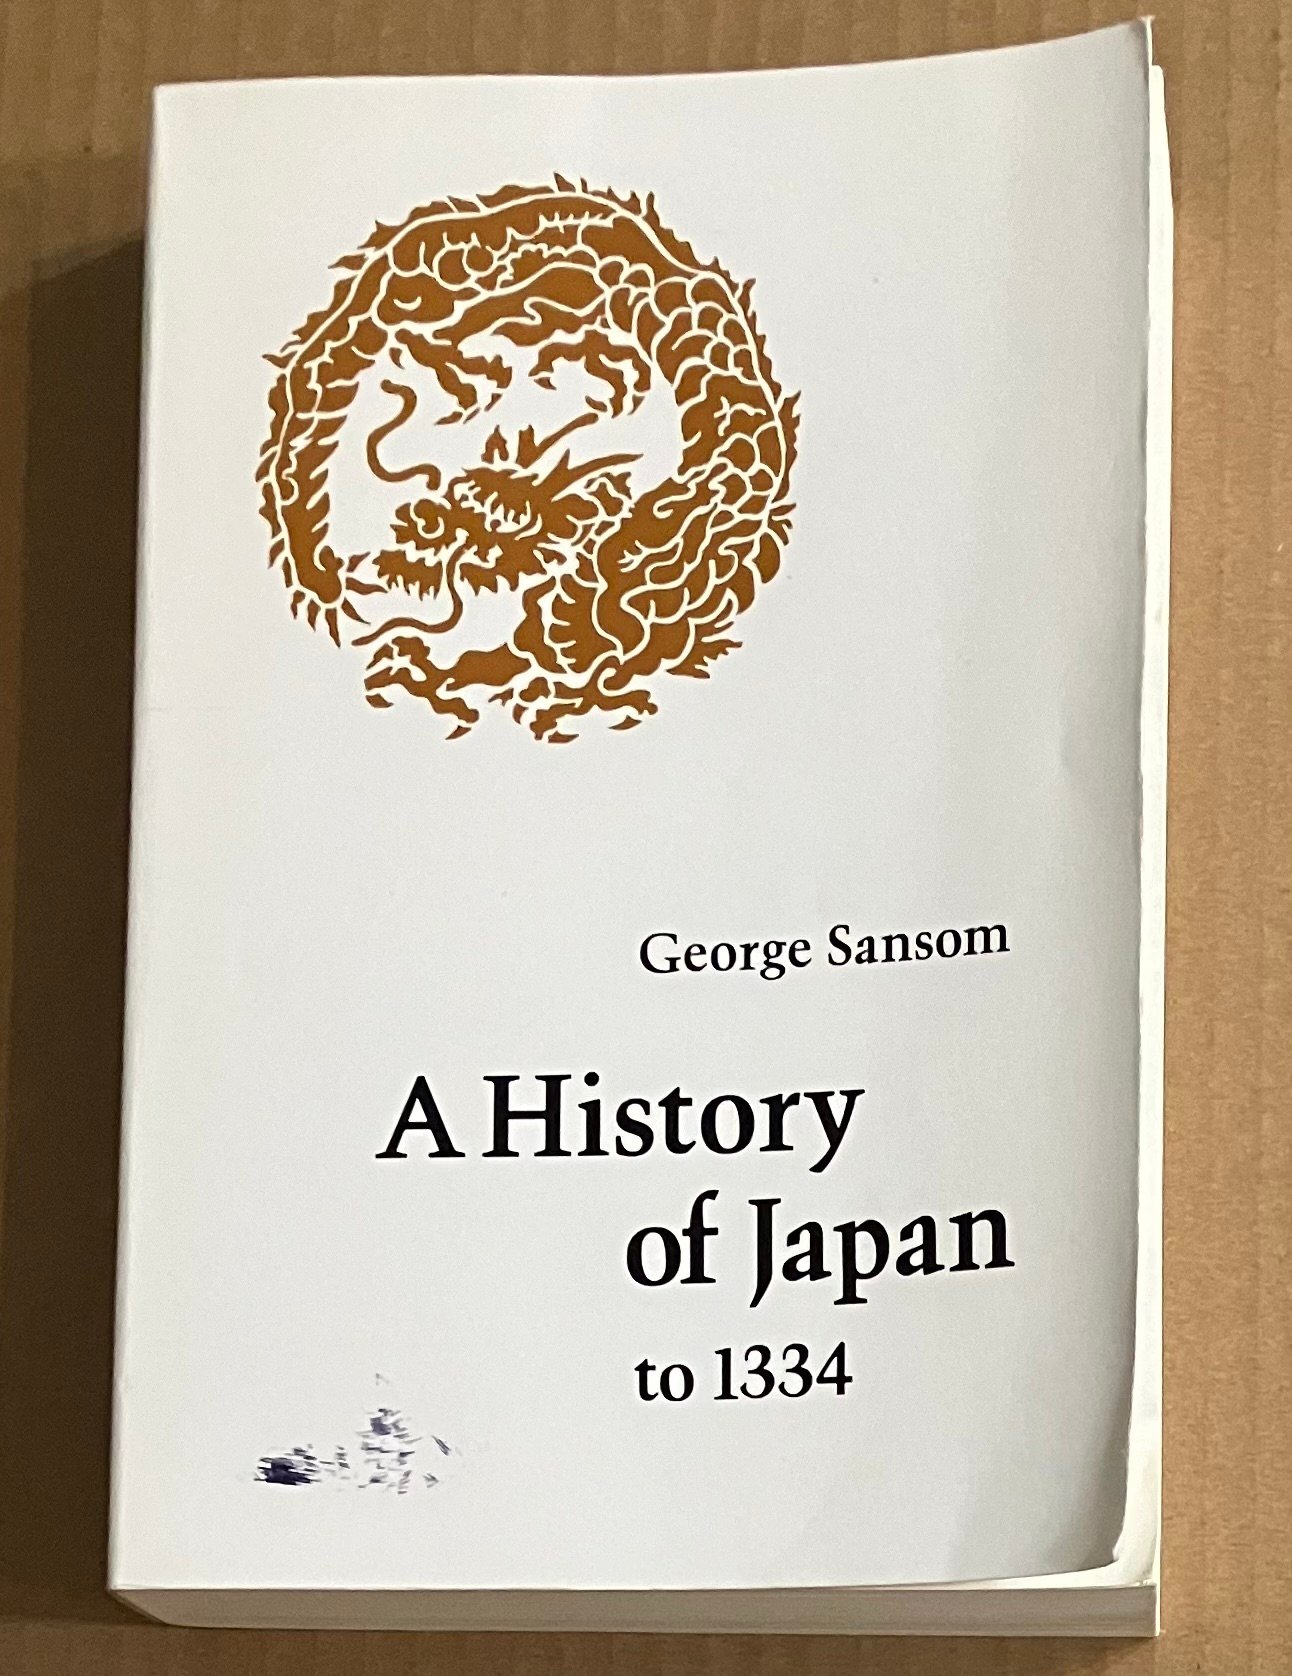 George Sansom
A History
of Japan
to 1334